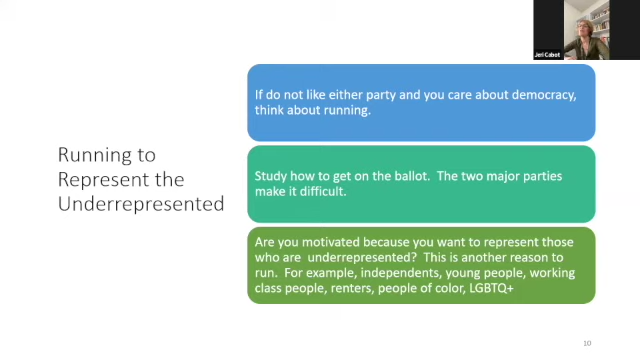 Jeri Cabot
If do not like either party and you care about democracy,
think about running.
Running to
Represent the
Underrepresented
Study how to get on the ballot. The two major parties
make it difficult.
Are you motivated because you want to represent those
who are underrepresented? This is another reason to
run. For example, independents, young people, working
class people, renters, people of color, LGBTQ+
10